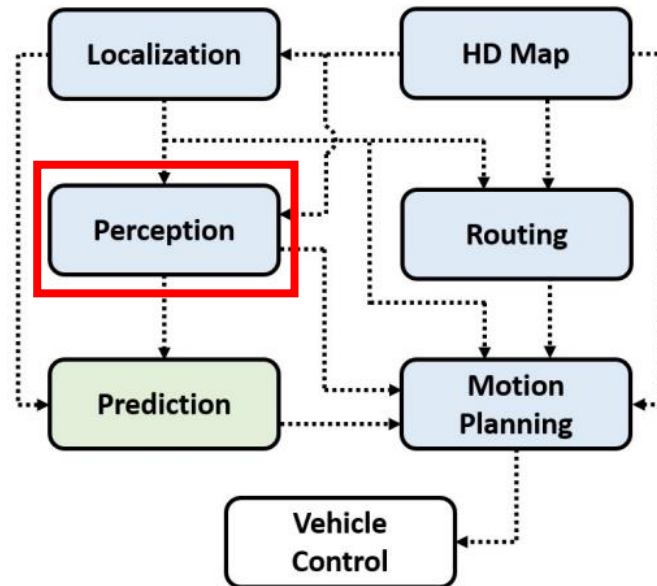 Localization
HD Map
Perception
Routing
Prediction
Motion
Planning
Vehicle
Control